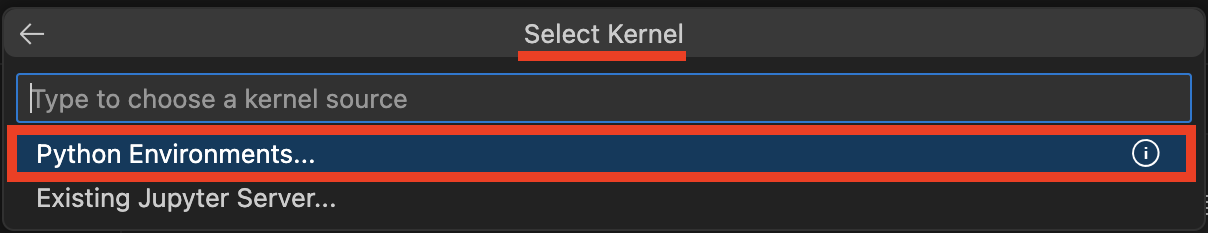 Select Kernel
Type to choose a kernel source
Python Environments...
Existing Jupyter Server...